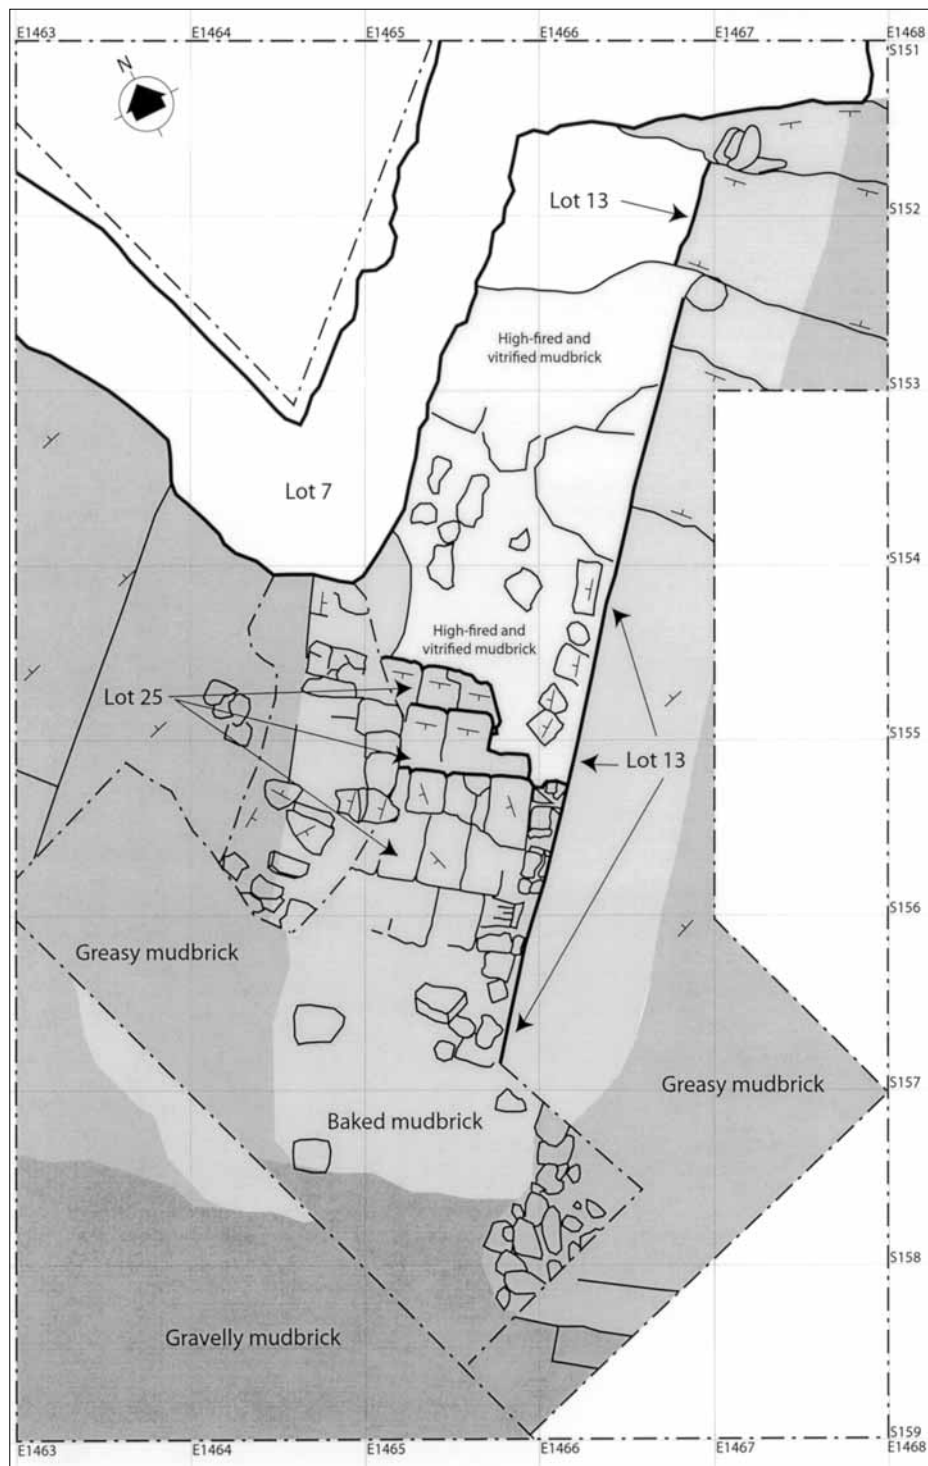 E1463 E1464 E1465 E1466 E1467 E1468
S151
N
Lot 13
S152
High-fired and
vitrified mudbrick
S153
Lot 7
S154
High-fired and
vitrified mudbrick
Lot 25
S155
Lot 13
S156
Greasy mudbrick
Greasy mudbrick
S157
Baked mudbrick
S158
Gravelly mudbrick
S159
E1463 E1464 E1465 E1466 E1467 E1468